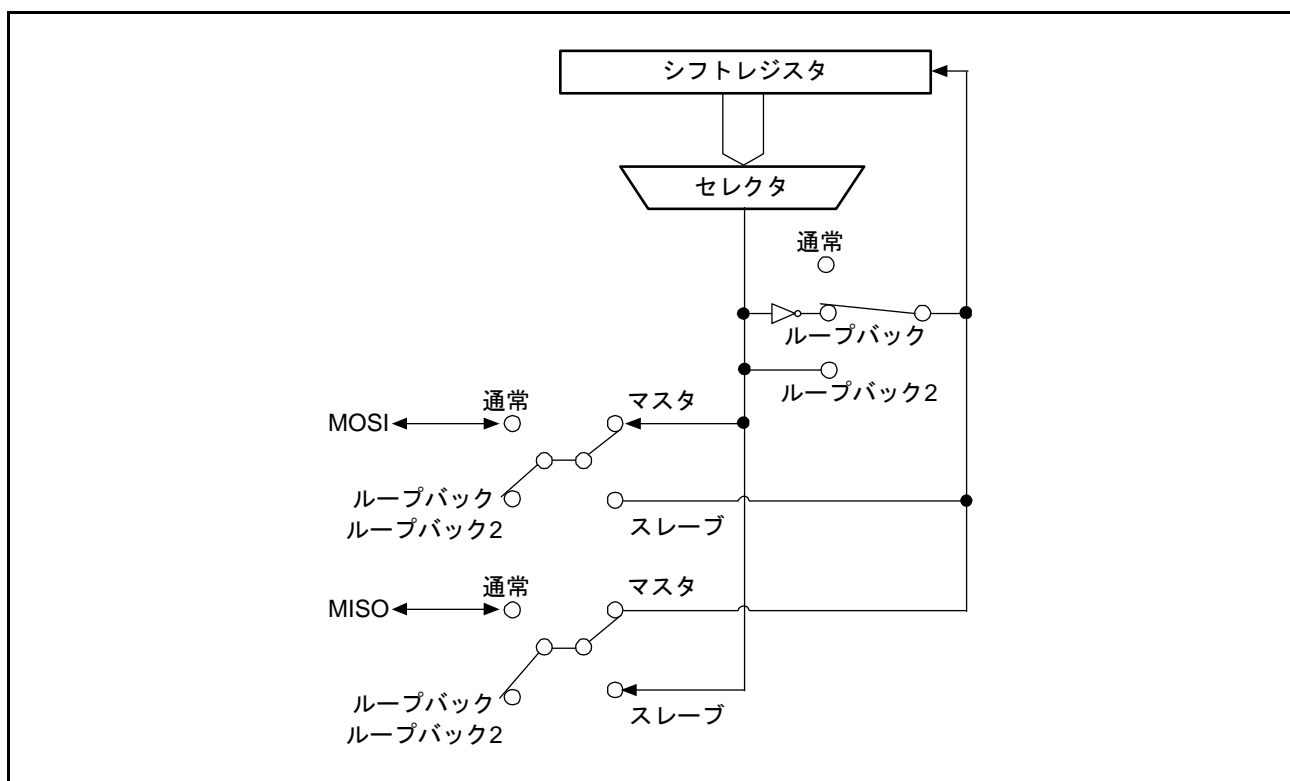 シフトレジスタ
セレクタ
通常
ループバック
ループバック2
MOSI
通常
マスタ
ループバック
ループバック2
スレーブ
MISO
通常
マスタ
ループバック
ループバック2
スレーブ